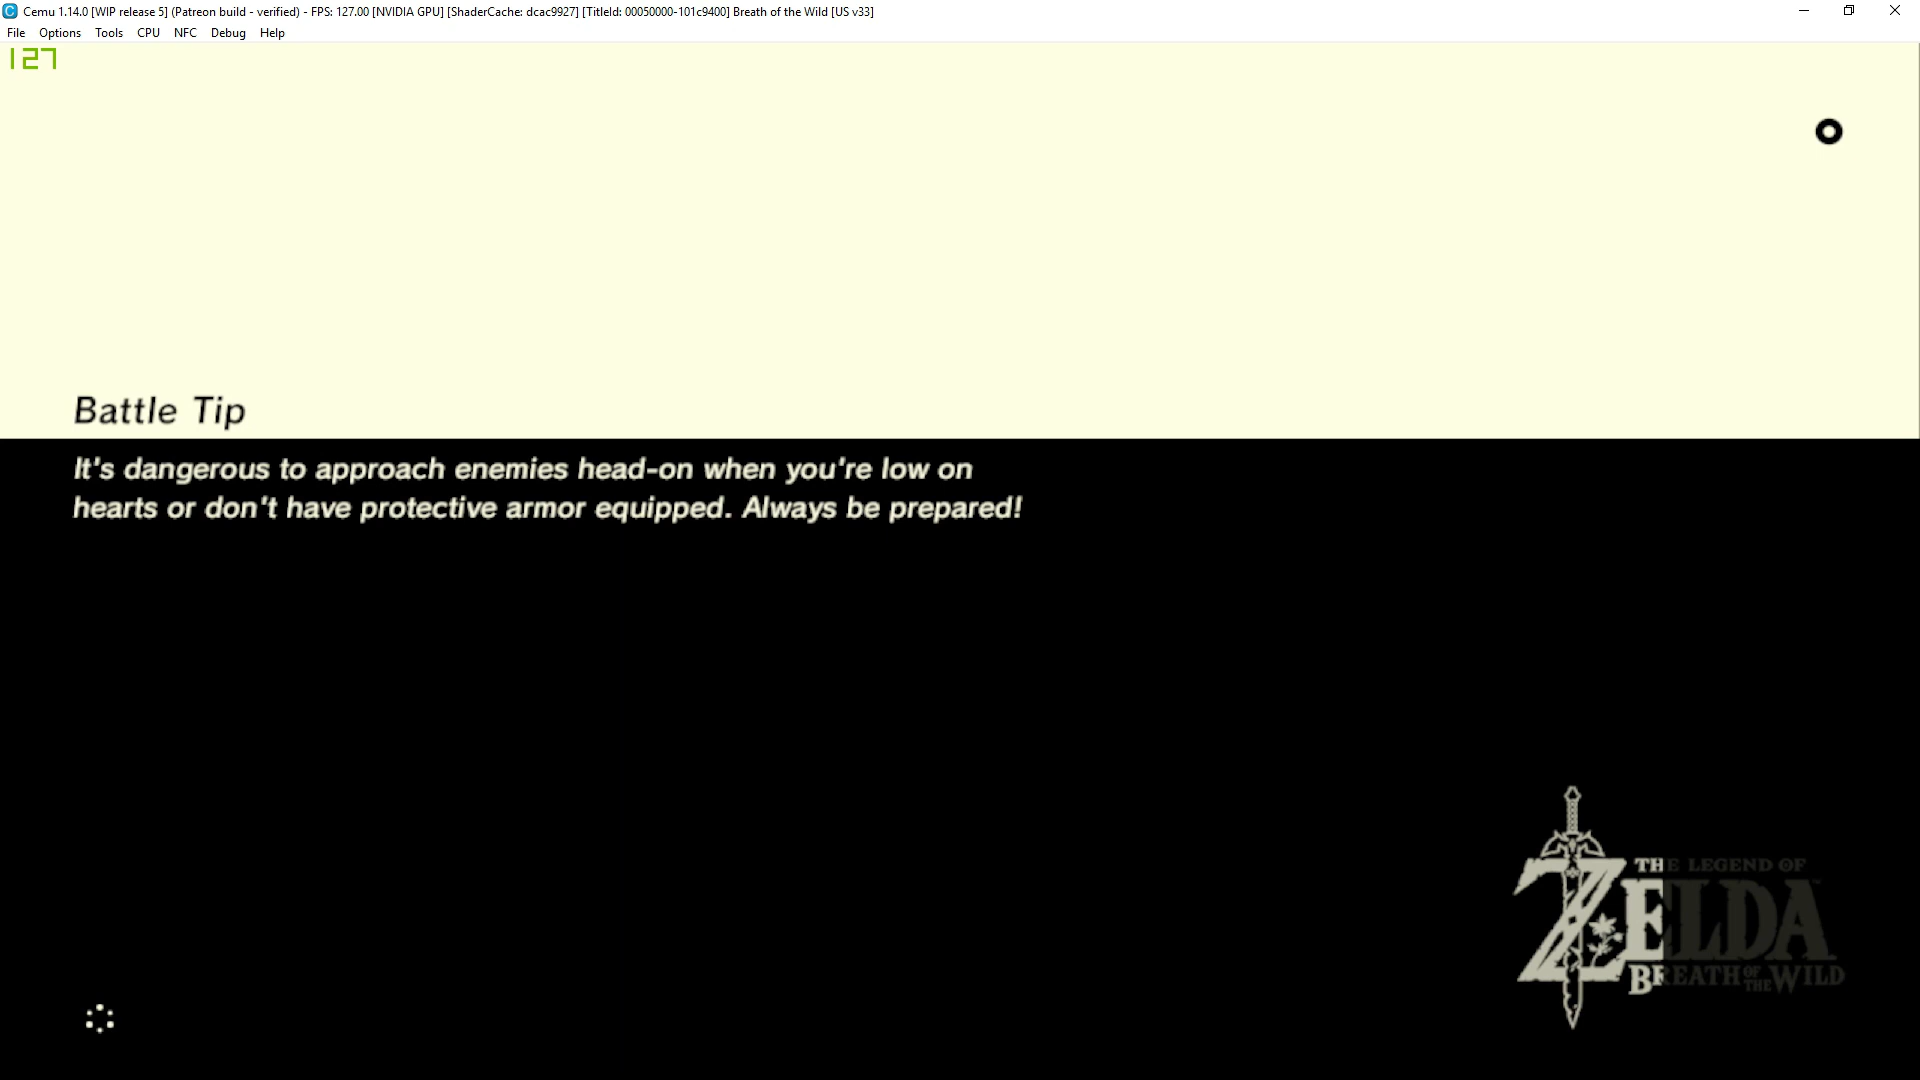 Cemu 1.14.0 [WIP release 5] (Patreon build - verified) - FPS: 127.00 [NVIDIA GPU] [ShaderCache: dcac9927] [TitleId: 00050000-101c9400] Breath of the Wild [US v33]
File Options Tools CPU NFC Debug Help
127
Battle Tip
It's dangerous to approach enemies head-on when you're low on
hearts or don't have protective armor equipped. Always be prepared!
THE LEGEND OF
ZELDA
BREATH OF THE WILD